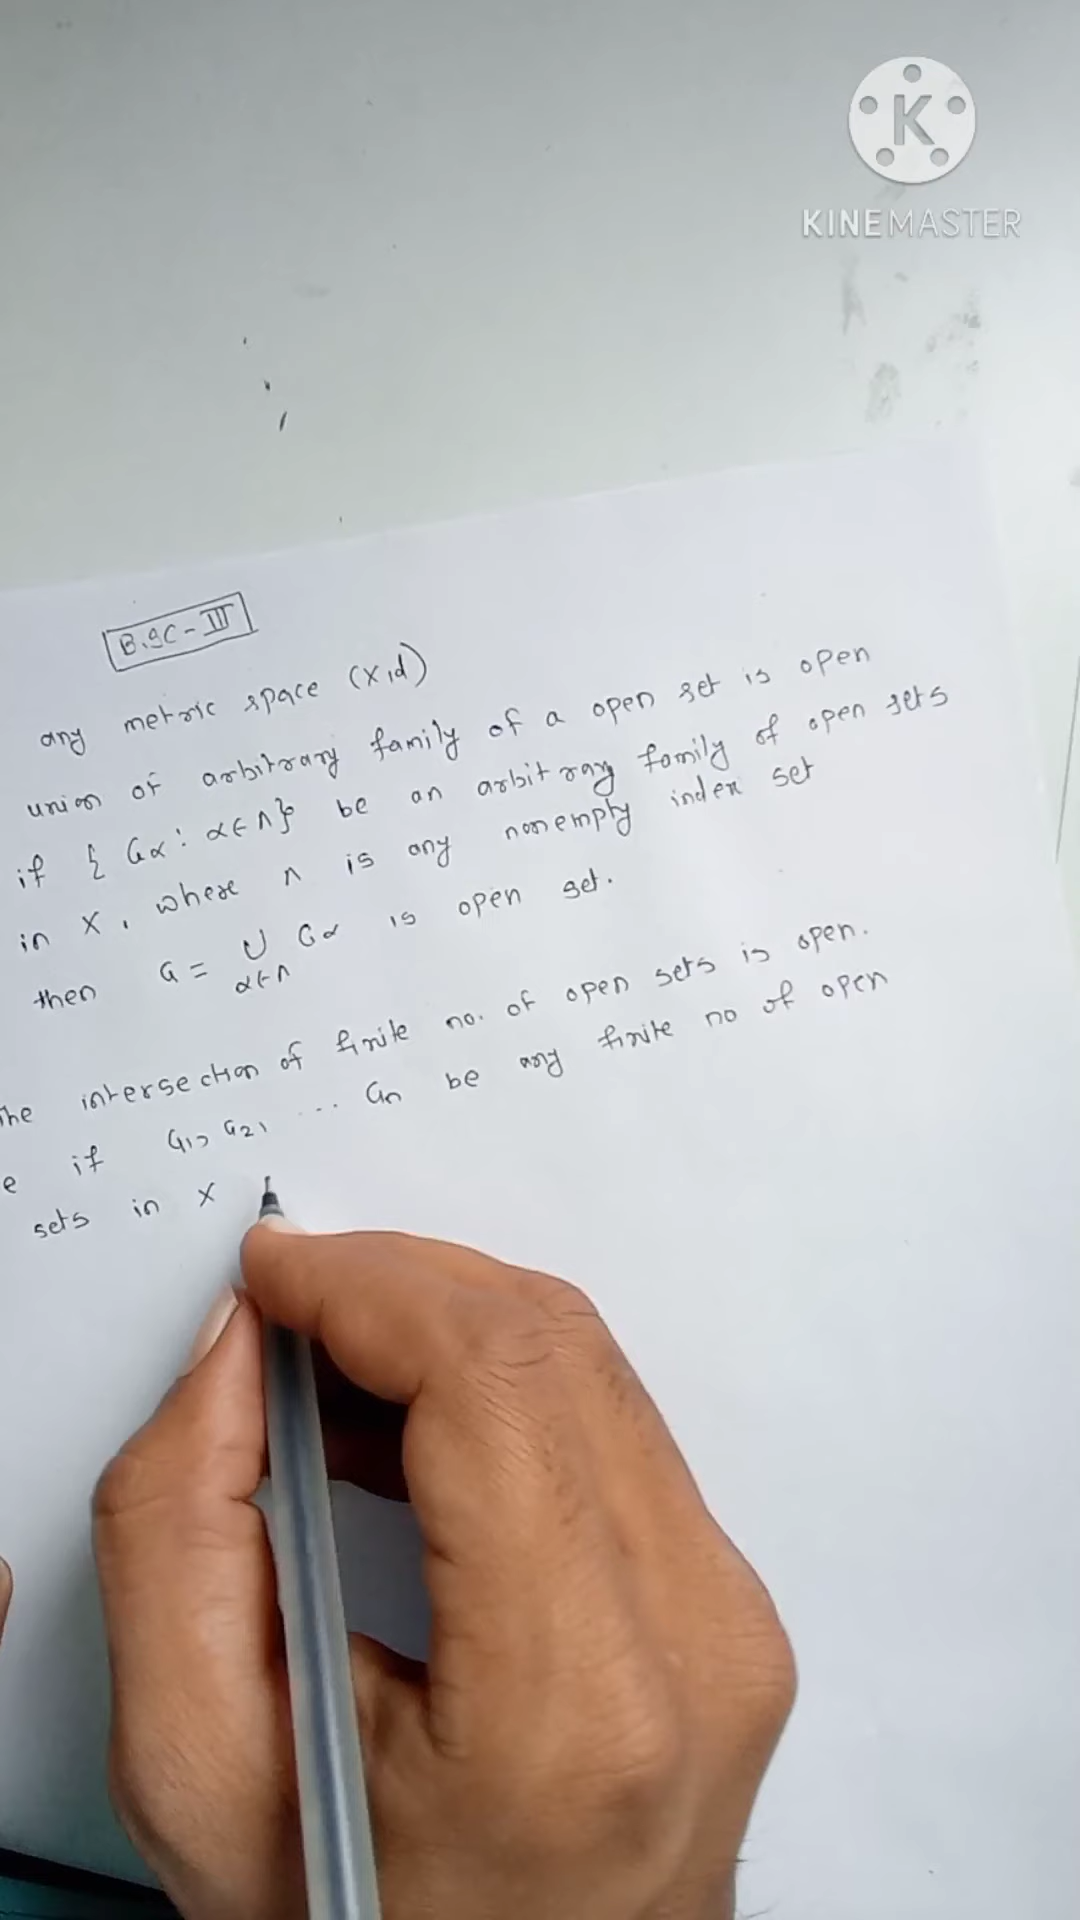 K
KINEMASTER
B.SC-III
any metric space (X,d)
union of arbitrary family of a open set is open
if { Gα : α∈Λ} be an arbitrary family of open sets
in X, where Λ is any nonempty index set
then G = ∪ Gα is open set.
α∈Λ
The intersection of finite no. of open sets is open.
e if G1, G2, ... Gn be any finite no of open
sets in X